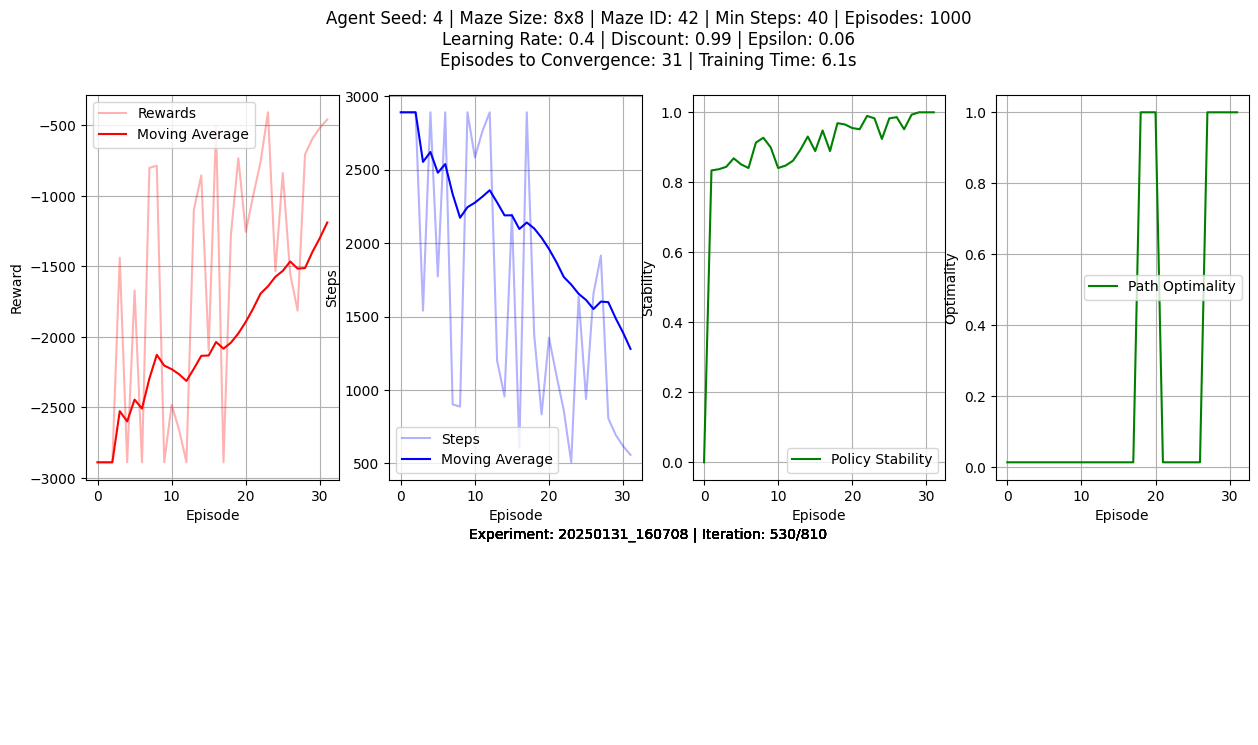 Agent Seed: 4 | Maze Size: 8x8 | Maze ID: 42 | Min Steps: 40 | Episodes: 1000
Learning Rate: 0.4 | Discount: 0.99 | Epsilon: 0.06
Episodes to Convergence: 31 | Training Time: 6.1s
Reward
−500
−1000
−1500
−2000
−2500
−3000
Rewards
Moving Average
0 10 20 30
Episode
Steps
3000
2500
2000
1500
1000
500
Steps
Moving Average
0 10 20 30
Episode
Stability
1.0
0.8
0.6
0.4
0.2
0.0
Policy Stability
0 10 20 30
Episode
Optimality
1.0
0.8
0.6
0.4
0.2
0.0
Path Optimality
0 10 20 30
Episode
Experiment: 20250131_160708 | Iteration: 530/810